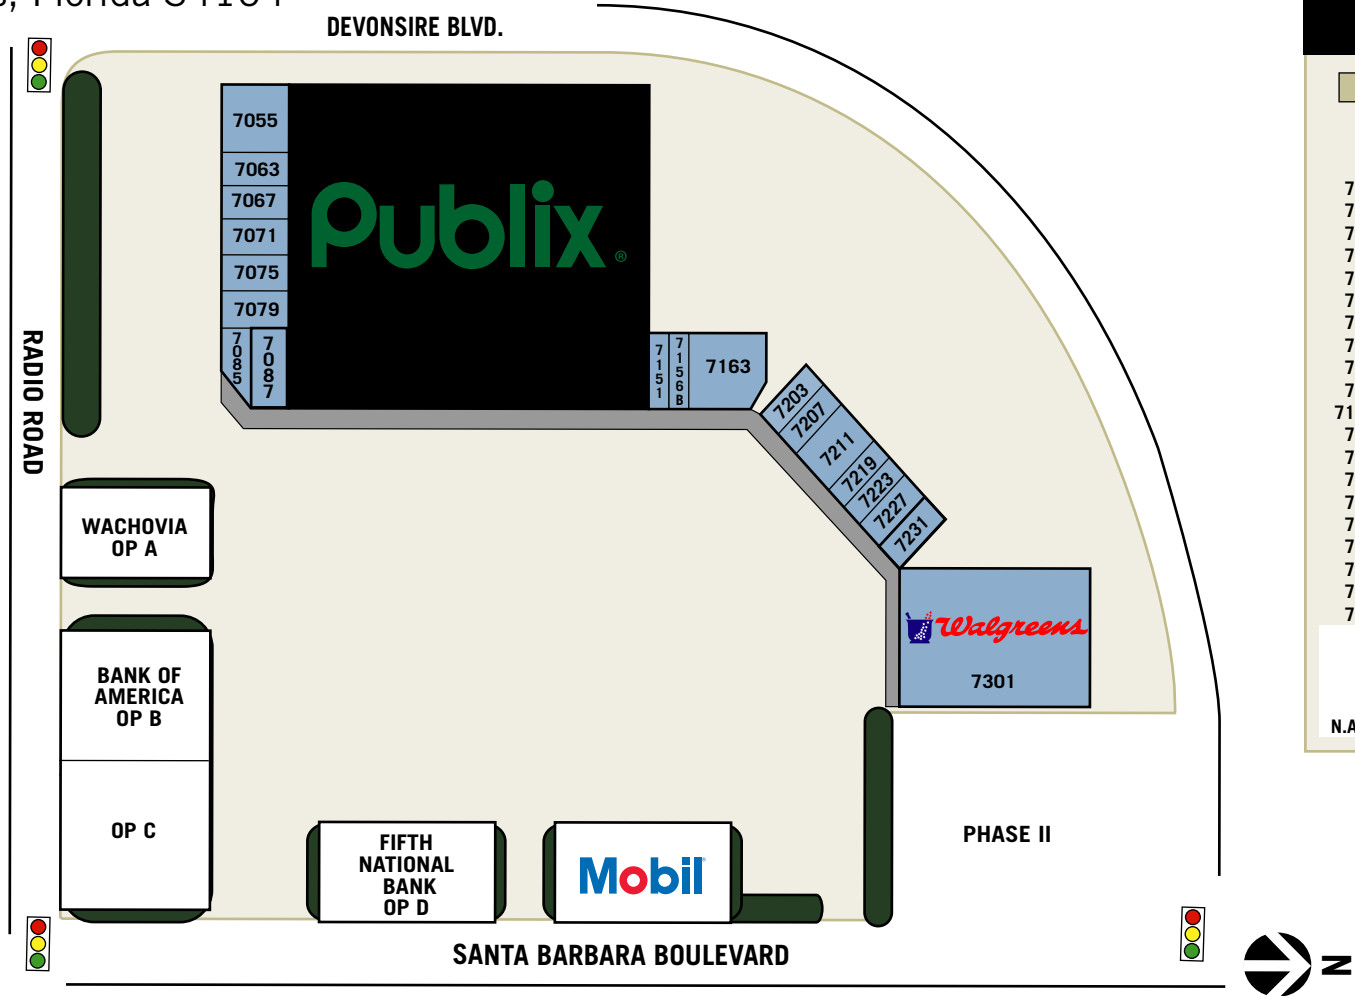 DEVONSIRE BLVD.
7055
7063
7067
7071
7075
7079
7085
7087
Publix®
7151
7156B
7163
7203
7207
7211
7219
7223
7227
7231
Walgreens
7301
RADIO ROAD
WACHOVIA
OP A
BANK OF
AMERICA
OP B
OP C
FIFTH
NATIONAL
BANK
OP D
Mobil
PHASE II
SANTA BARBARA BOULEVARD
N